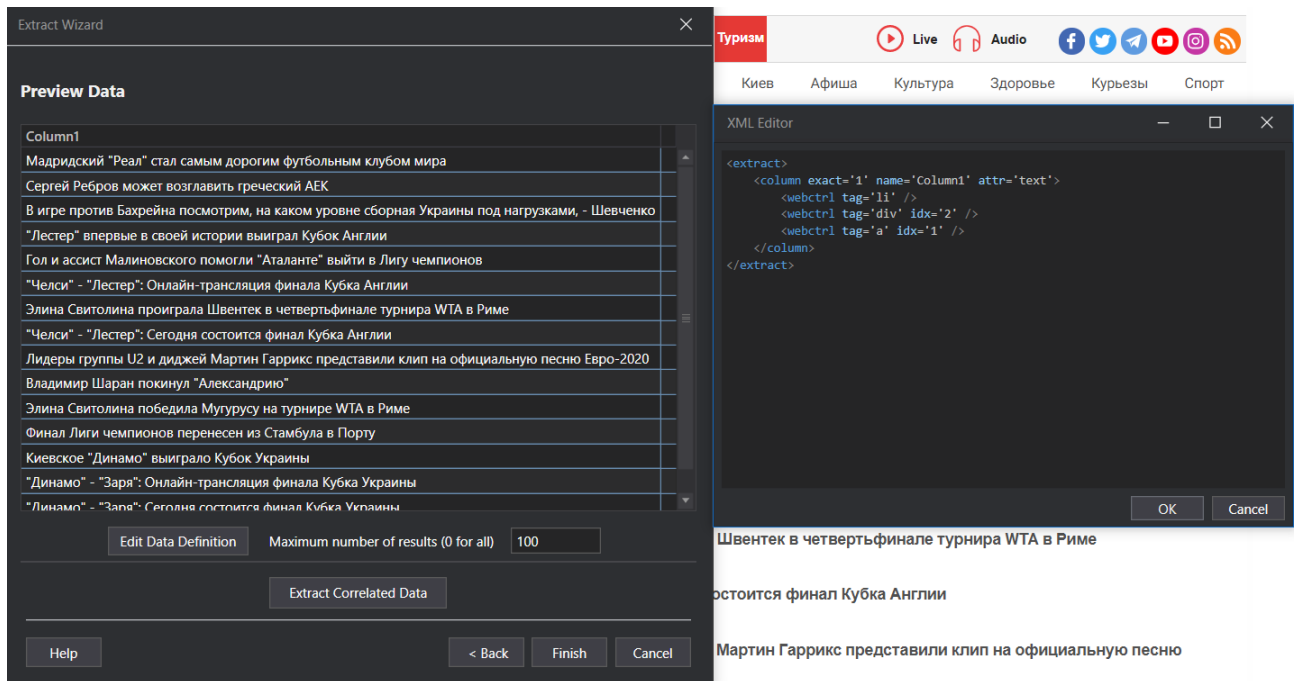 Extract Wizard
Preview Data
Column1
Мадридский "Реал" стал самым дорогим футбольным клубом мира
Сергей Ребров может возглавить греческий АЕК
В игре против Бахрейна посмотрим, на каком уровне сборная Украины под нагрузками, - Шевченко
"Лестер" впервые в своей истории выиграл Кубок Англии
Гол и ассист Малиновского помогли "Аталанте" выйти в Лигу чемпионов
"Челси" - "Лестер": Онлайн-трансляция финала Кубка Англии
Элина Свитолина проиграла Швентек в четвертьфинале турнира WTA в Риме
"Челси" - "Лестер": Сегодня состоится финал Кубка Англии
Лидеры группы U2 и диджей Мартин Гаррикс представили клип на официальную песню Евро-2020
Владимир Шаран покинул "Александрию"
Элина Свитолина победила Мугурусу на турнире WTA в Риме
Финал Лиги чемпионов перенесен из Стамбула в Порту
Киевское "Динамо" выиграло Кубок Украины
"Динамо" - "Заря": Онлайн-трансляция финала Кубка Украины
"Динамо" - "Заря": Сегодня состоится финал Кубка Украины
Edit Data Definition Maximum number of results (0 for all) 100
Extract Correlated Data
Help < Back Finish Cancel
Туризм Live Audio
Киев Афиша Культура Здоровье Курьезы Спорт
XML Editor
<extract>
<column exact='1' name='Column1' attr='text'>
<webctrl tag='li' />
<webctrl tag='div' idx='2' />
<webctrl tag='a' idx='1' />
</column>
</extract>
OK Cancel
Швентек в четвертьфинале турнира WTA в Риме
остоится финал Кубка Англии
Мартин Гаррикс представили клип на официальную песню